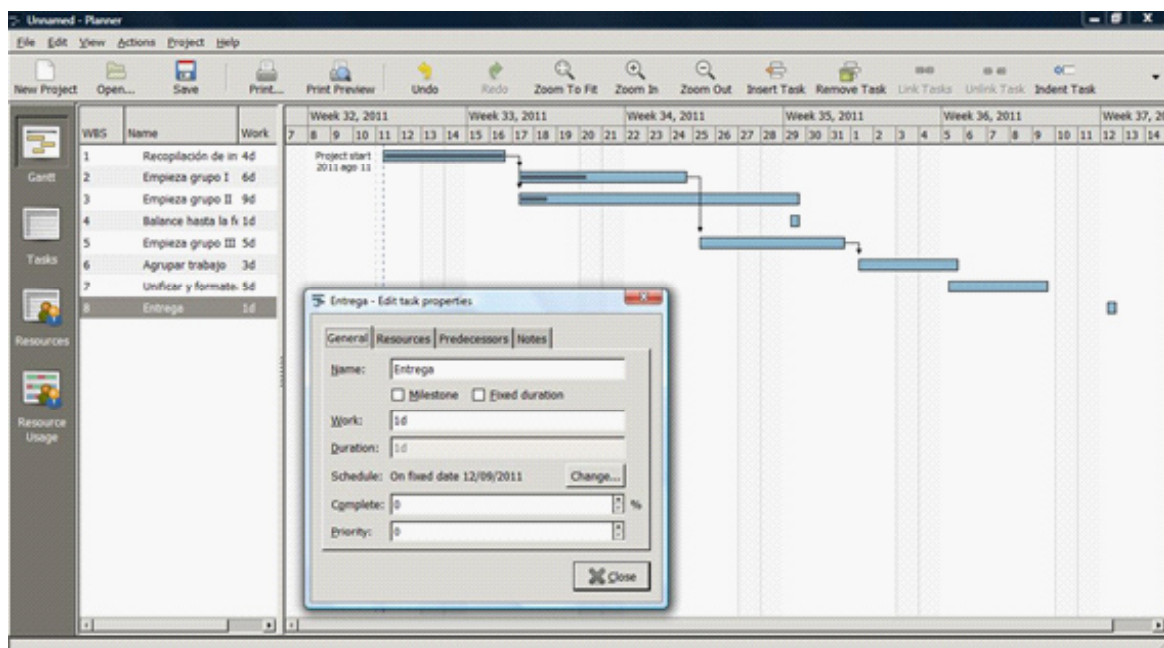 Unnamed - Planner
File Edit View Actions Project Help
New Project Open... Save Print... Print Preview Undo Redo Zoom To Fit Zoom In Zoom Out Insert Task Remove Task Link Tasks Unlink Task Indent Task
Week 32, 2011 Week 33, 2011 Week 34, 2011 Week 35, 2011 Week 36, 2011 Week 37, 2
WBS Name Work 7 8 9 10 11 12 13 14 15 16 17 18 19 20 21 22 23 24 25 26 27 28 29 30 31 1 2 3 4 5 6 7 8 9 10 11 12 13 14
1 Recopilación de in 4d
Project start
2011 ago 11
2 Empieza grupo I 6d
3 Empieza grupo II 9d
4 Balance hasta la fe 1d
5 Empieza grupo III 5d
6 Agrupar trabajo 3d
7 Unificar y formate. 5d
8 Entrega 1d
Gantt
Tasks
Resources
Resource
Usage
Entrega - Edit task properties
General Resources Predecessors Notes
Name: Entrega
Milestone Fixed duration
Work: 1d
Duration: 1d
Schedule: On fixed date 12/09/2011 Change...
Complete: 0 %
Priority: 0
Close